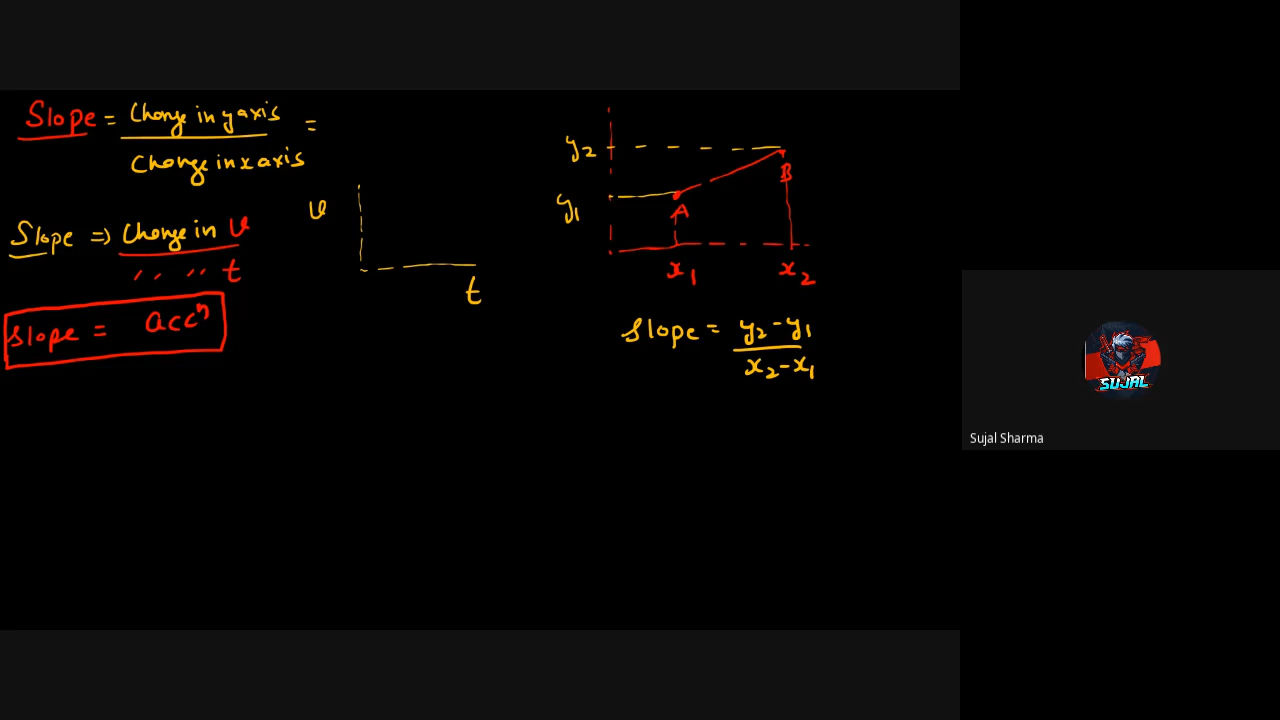 Slope = Change in y axis =
Change in x axis
v
t
Slope ⇒ Change in v
" " t
Slope = accⁿ
y₂
y₁
A
B
x₁ x₂
Slope = y₂-y₁
x₂-x₁
SUJAL
Sujal Sharma